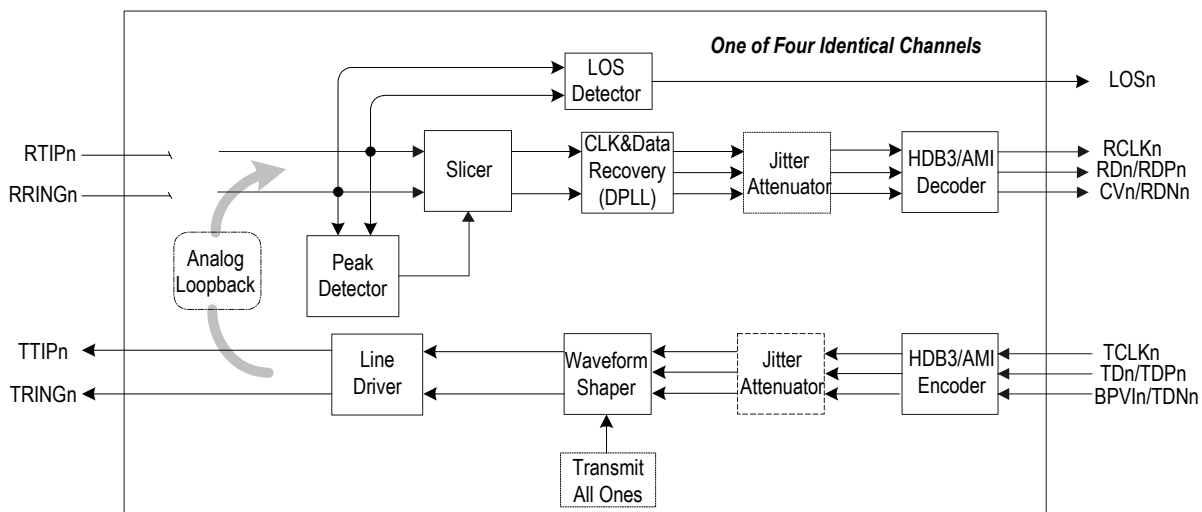 One of Four Identical Channels
LOS
Detector
LOSn
RTIPn
RRINGn
Slicer
CLK&Data
Recovery
(DPLL)
Jitter
Attenuator
HDB3/AMI
Decoder
RCLKn
RDn/RDPn
CVn/RDNn
Analog
Loopback
Peak
Detector
TTIPn
TRINGn
Line
Driver
Waveform
Shaper
Jitter
Attenuator
HDB3/AMI
Encoder
TCLKn
TDn/TDPn
BPVIn/TDNn
Transmit
All Ones